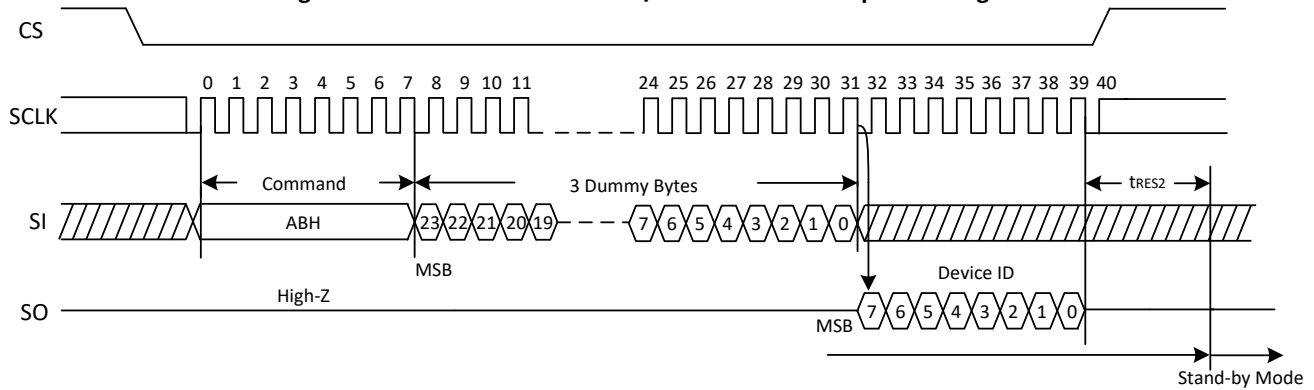 CS
0 1 2 3 4 5 6 7 8 9 10 11 24 25 26 27 28 29 30 31 32 33 34 35 36 37 38 39 40
SCLK
Command 3 Dummy Bytes tRES2
SI ABH 23 22 21 20 19 7 6 5 4 3 2 1 0
MSB Device ID
High-Z
SO MSB 7 6 5 4 3 2 1 0
Stand-by Mode